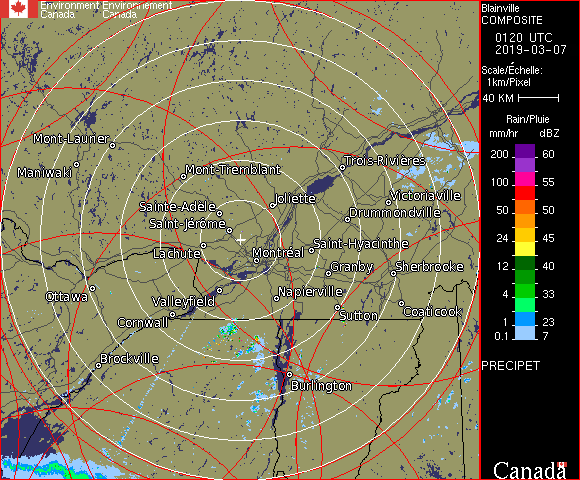 Environment Environnement
Canada Canada
Blainville
COMPOSITE
0120 UTC
2019-03-07
Scale/Échelle:
1km/Pixel
40 KM
Rain/Pluie
mm/hr dBZ
200 60
100 55
50 50
24 45
12 40
4 33
1 23
0.1 7
PRECIPET
Mont-Laurier
Maniwaki
Mont-Tremblant
Trois-Rivières
Joliette
Victoriaville
Sainte-Adèle
Drummondville
Saint-Jérôme
Saint-Hyacinthe
Lachute
Montréal
Granby
Sherbrooke
Ottawa
Valleyfield
Napierville
Cornwall
Sutton
Coaticook
Brockville
Burlington
Canada